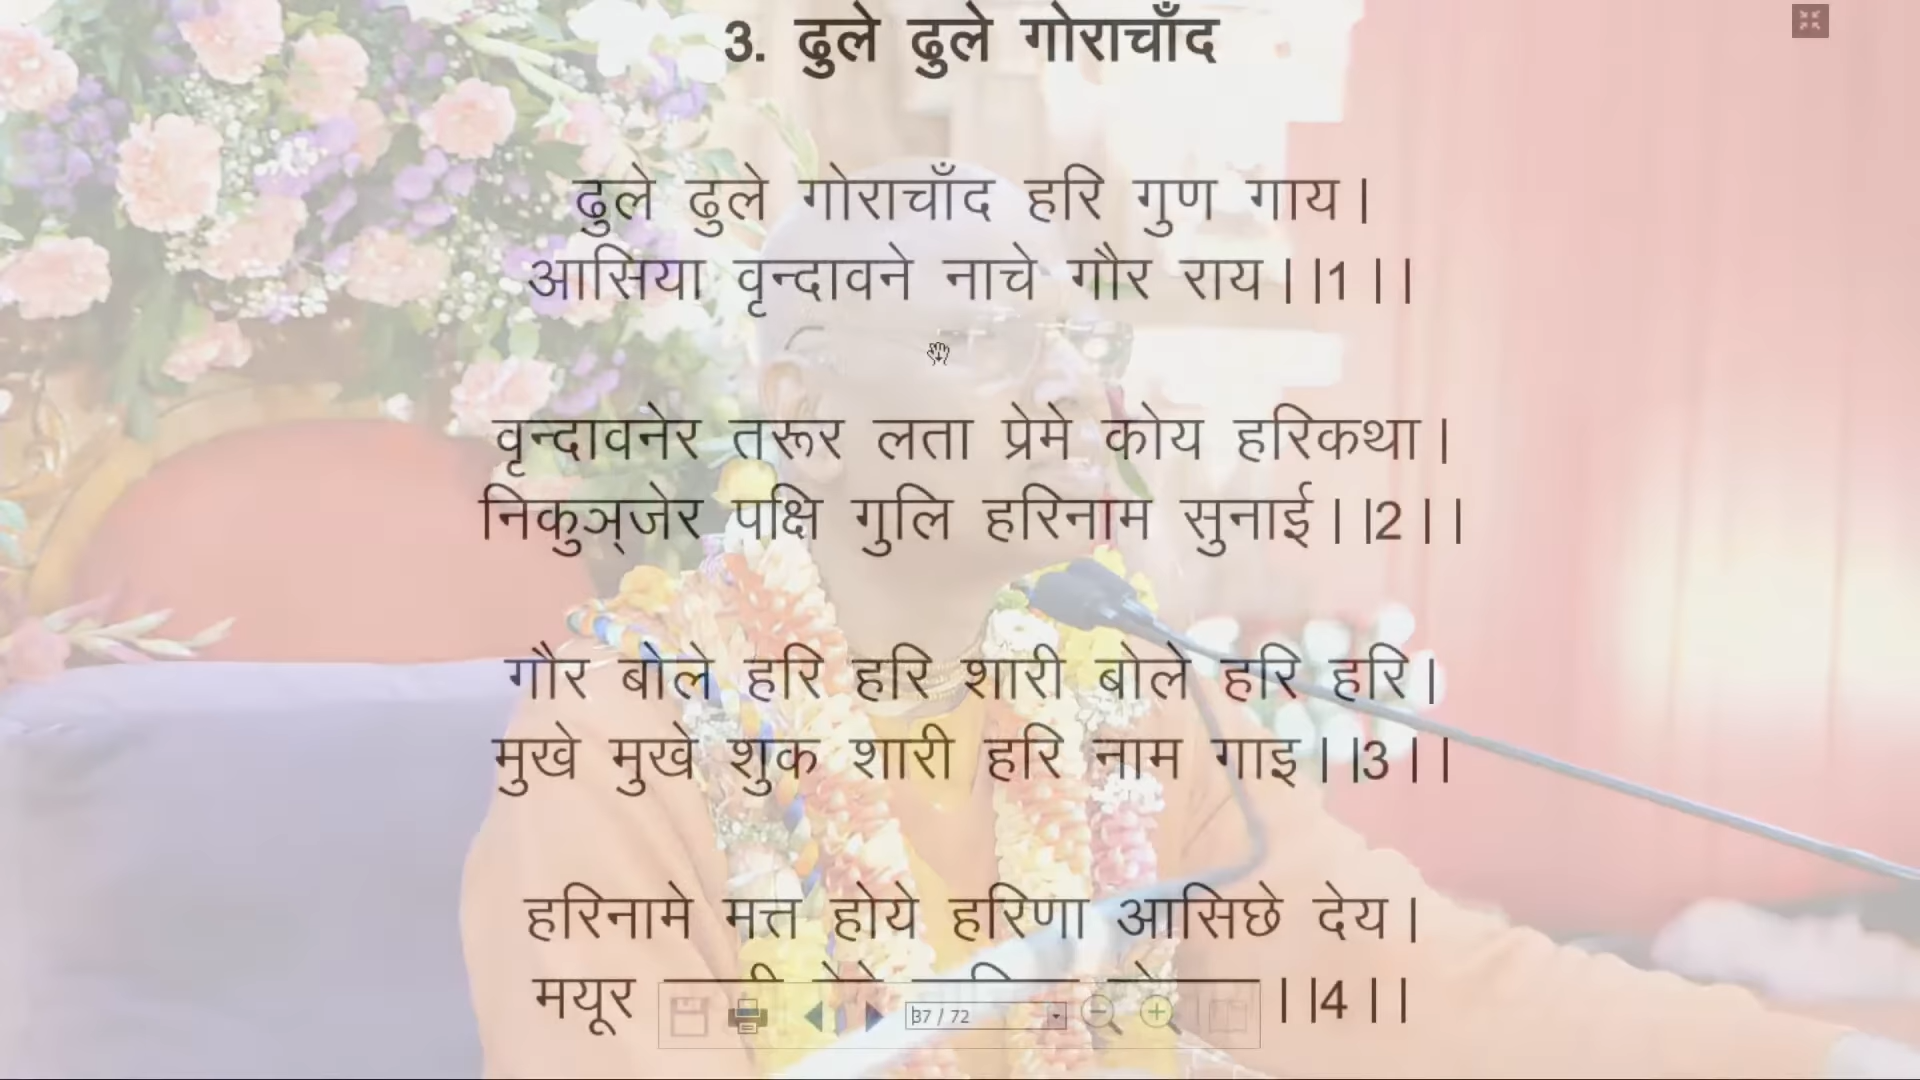 3. ढुले ढुले गोराचाँद
ढुले ढुले गोराचाँद हरि गुण गाय।
आसिया वृन्दावने नाचे गौर राय।।1।।
वृन्दावनेर तरूर लता प्रेमे कोय हरिकथा।
निकुञ्जेर पक्षि गुलि हरिनाम सुनाई।।2।।
गौर बोले हरि हरि शारी बोले हरि हरि।
मुखे मुखे शुक शारी हरि नाम गाइ।।3।।
हरिनामे मत्त होये हरिणा आसिछे देय।
मयूर ।।4।।
37 / 72